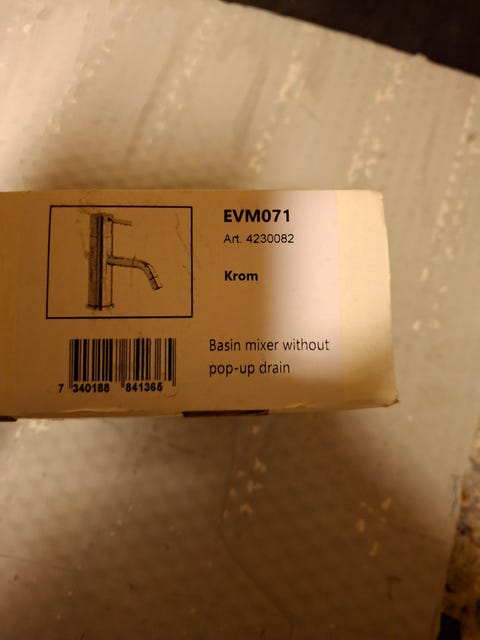 EVM071
Art. 4230082
Krom
Basin mixer without
pop-up drain
7 340188 841365